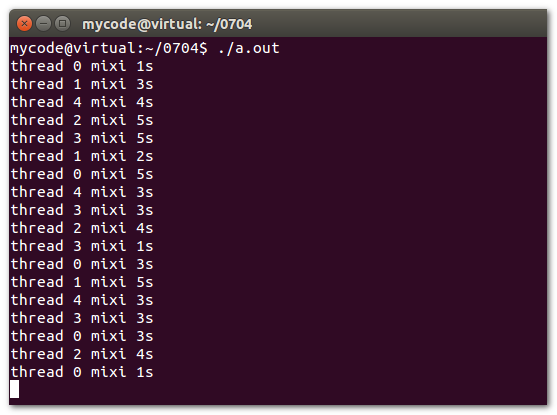 mycode@virtual: ~/0704
mycode@virtual:~/0704$ ./a.out
thread 0 mixi 1s
thread 1 mixi 3s
thread 4 mixi 4s
thread 2 mixi 5s
thread 3 mixi 5s
thread 1 mixi 2s
thread 0 mixi 5s
thread 4 mixi 3s
thread 3 mixi 3s
thread 2 mixi 4s
thread 3 mixi 1s
thread 0 mixi 3s
thread 1 mixi 5s
thread 4 mixi 3s
thread 3 mixi 3s
thread 0 mixi 3s
thread 2 mixi 4s
thread 0 mixi 1s